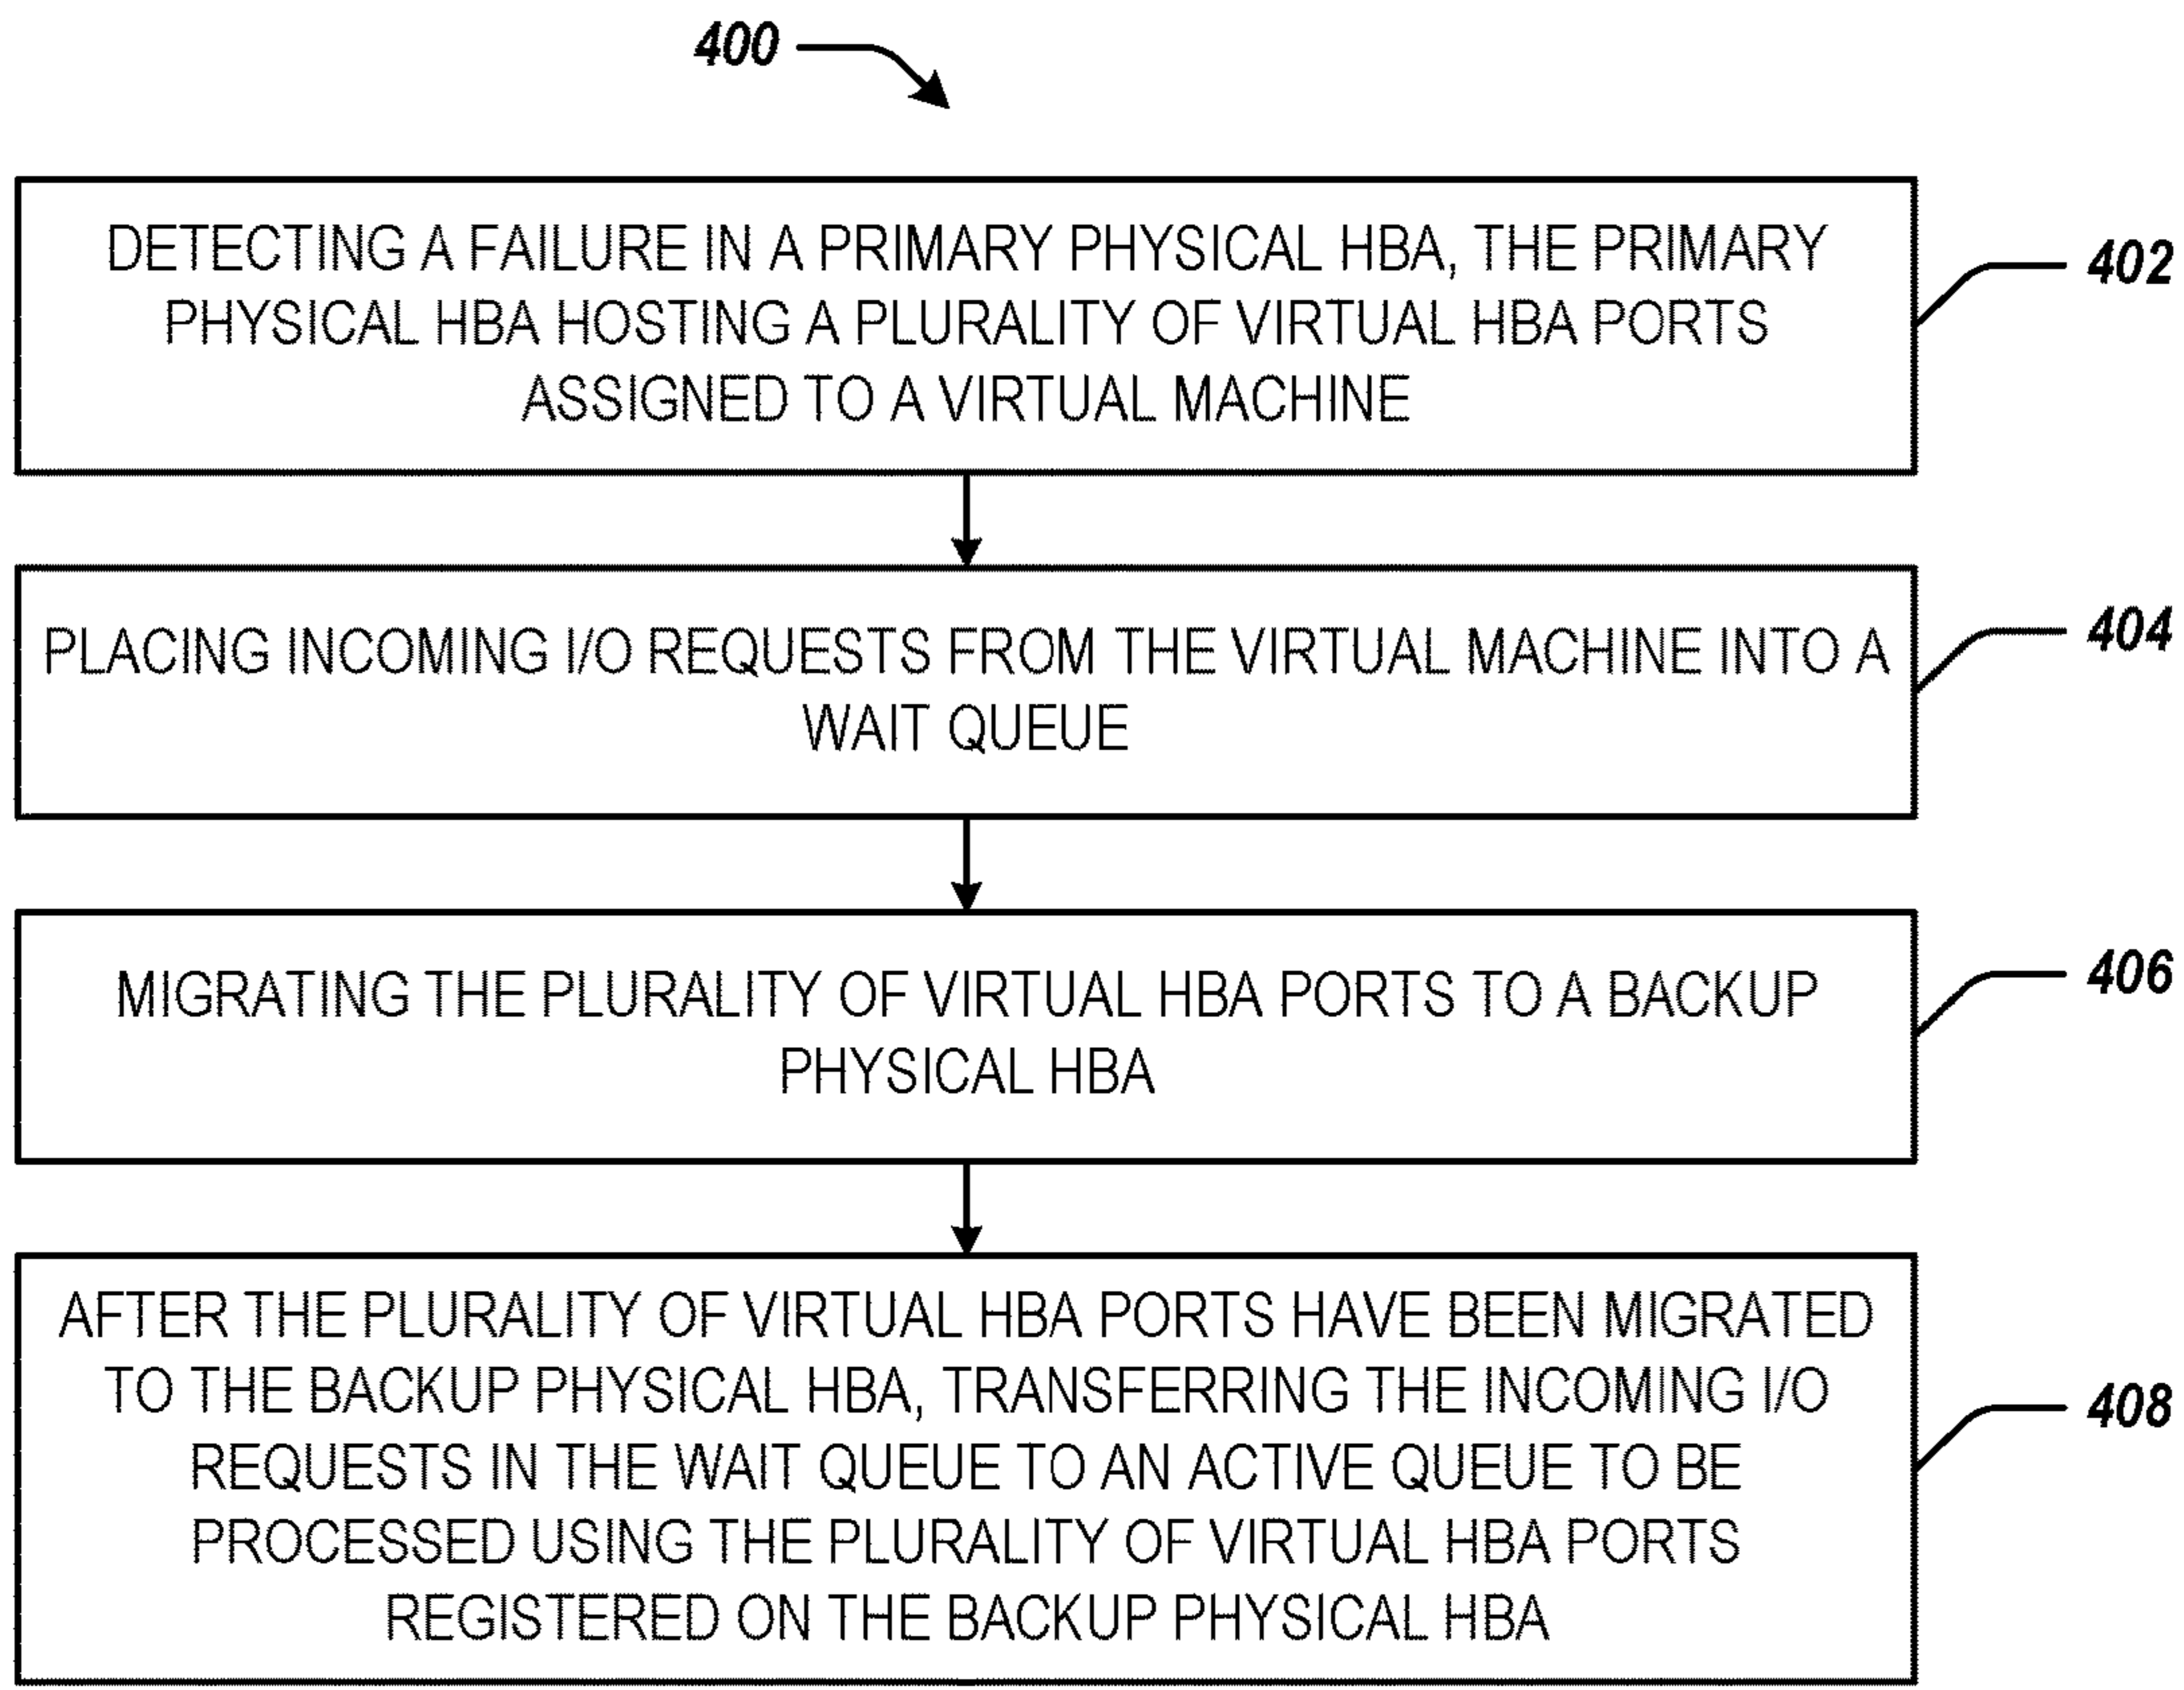 400
DETECTING A FAILURE IN A PRIMARY PHYSICAL HBA, THE PRIMARY
PHYSICAL HBA HOSTING A PLURALITY OF VIRTUAL HBA PORTS
ASSIGNED TO A VIRTUAL MACHINE
402
PLACING INCOMING I/O REQUESTS FROM THE VIRTUAL MACHINE INTO A
WAIT QUEUE
404
MIGRATING THE PLURALITY OF VIRTUAL HBA PORTS TO A BACKUP
PHYSICAL HBA
406
AFTER THE PLURALITY OF VIRTUAL HBA PORTS HAVE BEEN MIGRATED
TO THE BACKUP PHYSICAL HBA, TRANSFERRING THE INCOMING I/O
REQUESTS IN THE WAIT QUEUE TO AN ACTIVE QUEUE TO BE
PROCESSED USING THE PLURALITY OF VIRTUAL HBA PORTS
REGISTERED ON THE BACKUP PHYSICAL HBA
408